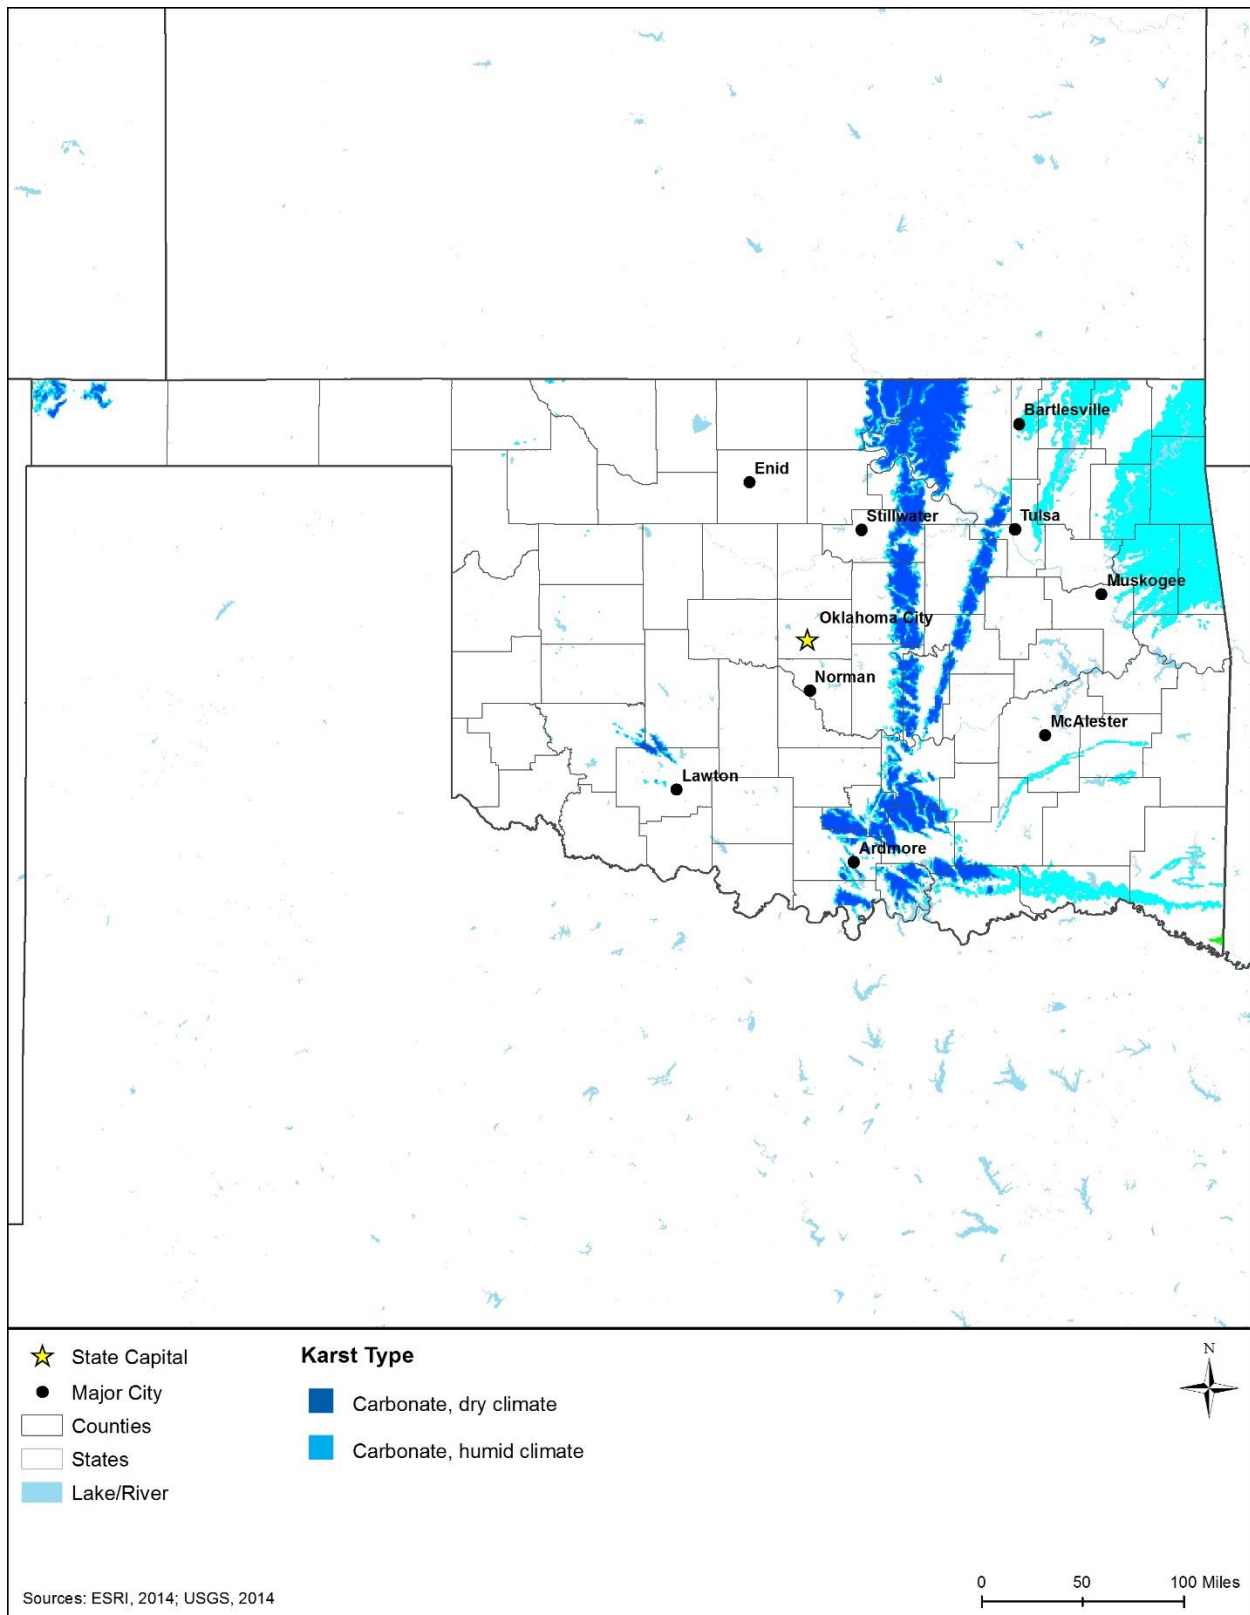 Bartlesville
Enid
Stillwater
Tulsa
Muskogee
Oklahoma City
Norman
McAlester
Lawton
Ardmore
State Capital
Major City
Counties
States
Lake/River
Karst Type
Carbonate, dry climate
Carbonate, humid climate
N
Sources: ESRI, 2014; USGS, 2014
0 50 100 Miles